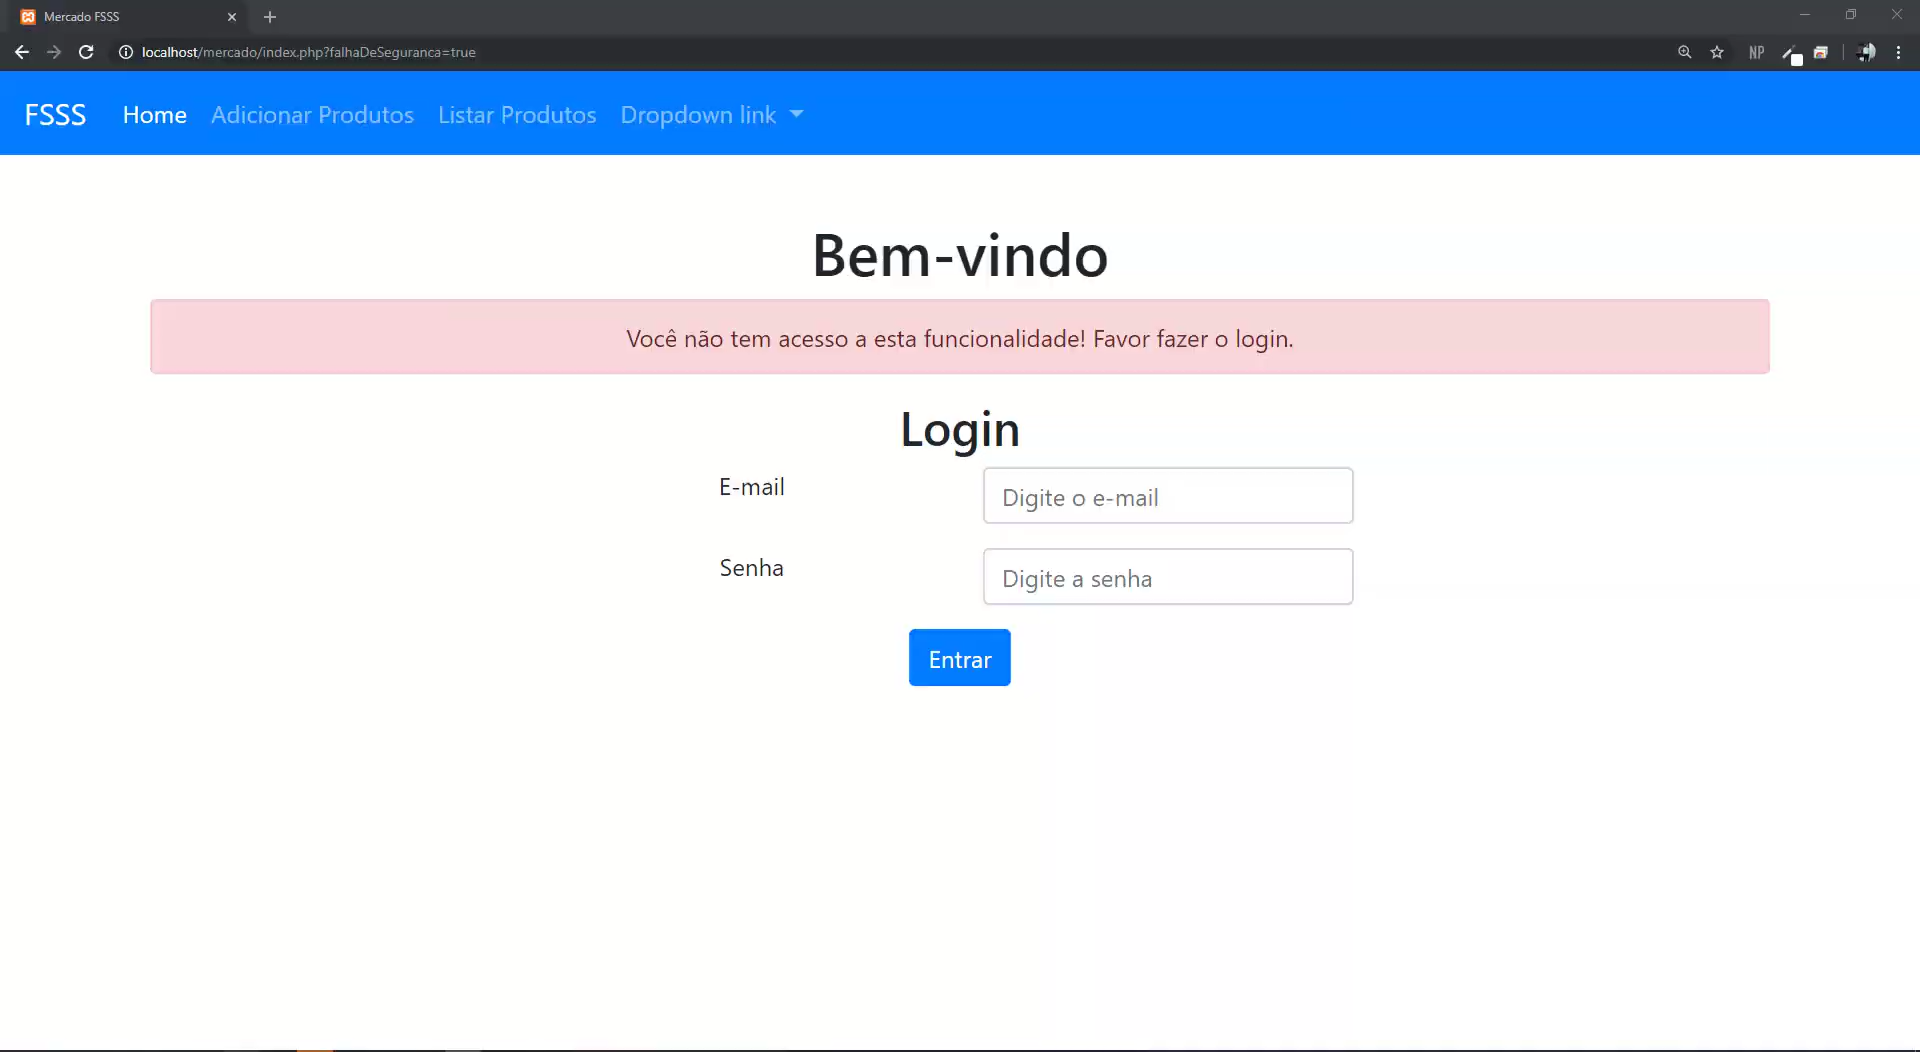 Mercado FSSS
localhost/mercado/index.php?falhaDeSeguranca=true
NP
FSSS Home Adicionar Produtos Listar Produtos Dropdown link
Bem-vindo
Você não tem acesso a esta funcionalidade! Favor fazer o login.
Login
E-mail Digite o e-mail
Senha Digite a senha
Entrar